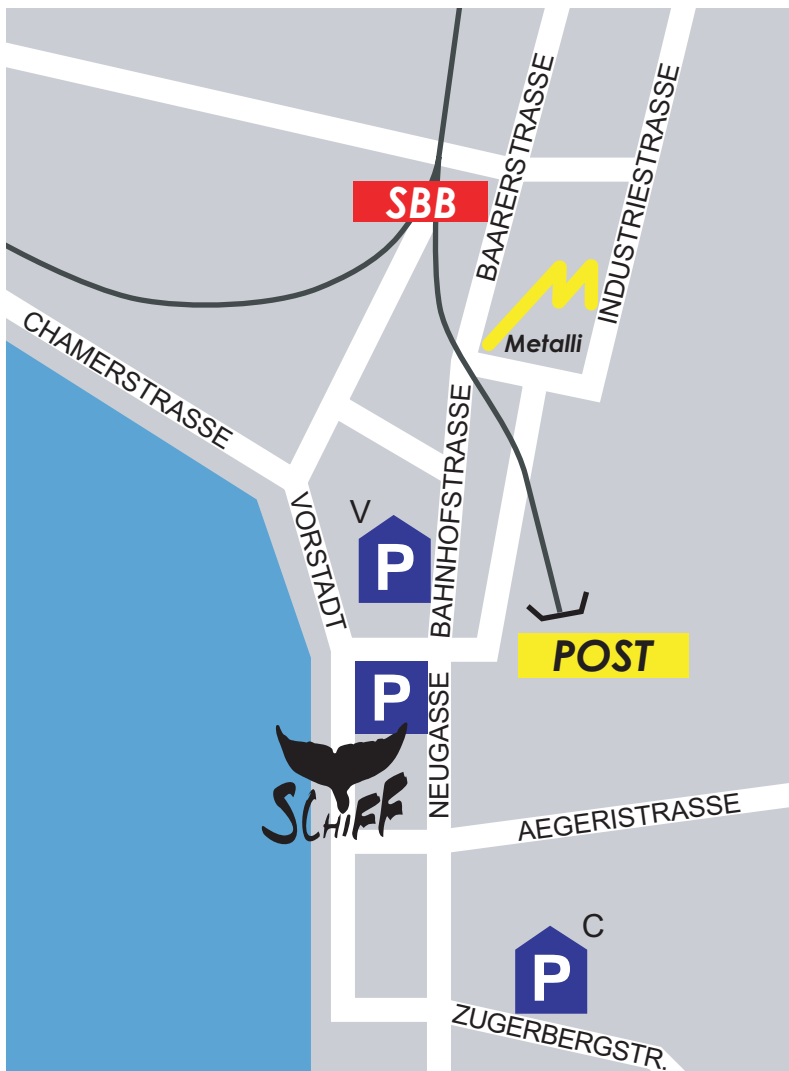 BAARERSTRASSE
INDUSTRIESTRASSE
SBB
Metalli
CHAMERSTRASSE
BAHNHOFSTRASSE
VORSTADT
V
P
POST
P
NEUGASSE
SCHIFF
AEGERISTRASSE
C
P
ZUGERBERGSTR.